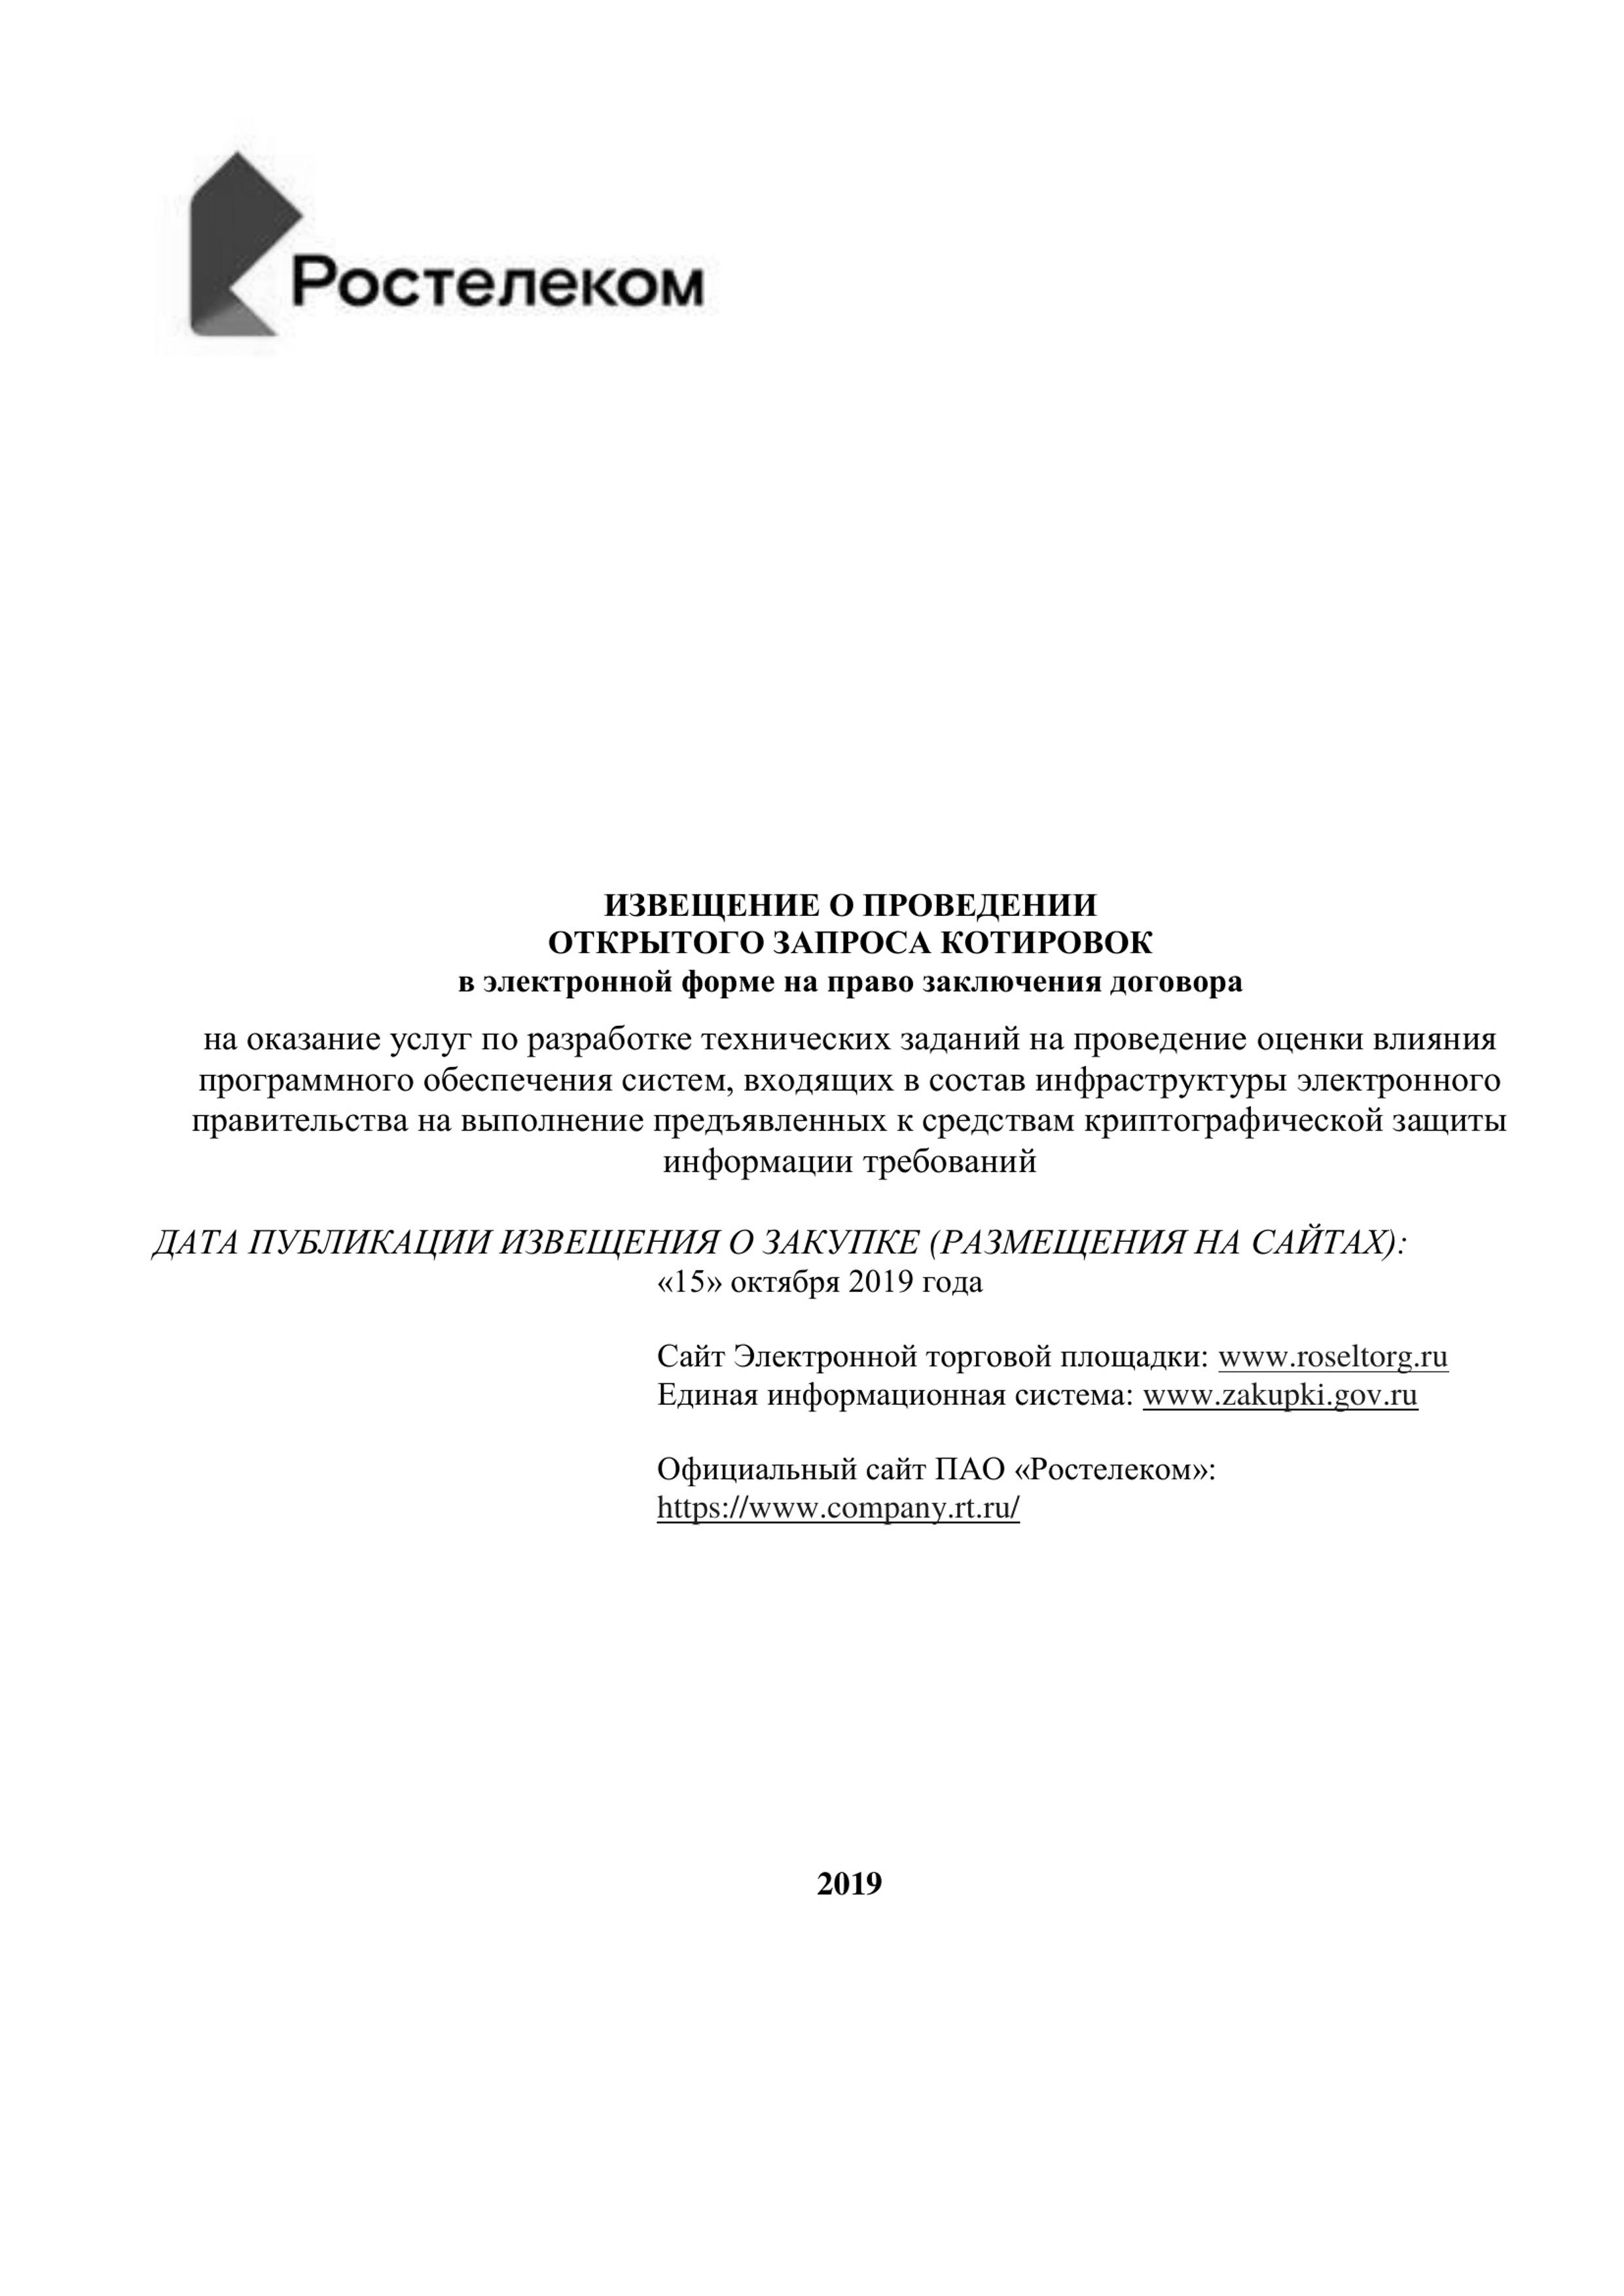 Ростелеком
ИЗВЕЩЕНИЕ О ПРОВЕДЕНИИ
ОТКРЫТОГО ЗАПРОСА КОТИРОВОК
в электронной форме на право заключения договора
на оказание услуг по разработке технических заданий на проведение оценки влияния
программного обеспечения систем, входящих в состав инфраструктуры электронного
правительства на выполнение предъявленных к средствам криптографической защиты
информации требований
ДАТА ПУБЛИКАЦИИ ИЗВЕЩЕНИЯ О ЗАКУПКЕ (РАЗМЕЩЕНИЯ НА САЙТАХ):
«15» октября 2019 года
Сайт Электронной торговой площадки: www.roseltorg.ru
Единая информационная система: www.zakupki.gov.ru
Официальный сайт ПАО «Ростелеком»:
https://www.company.rt.ru/
2019